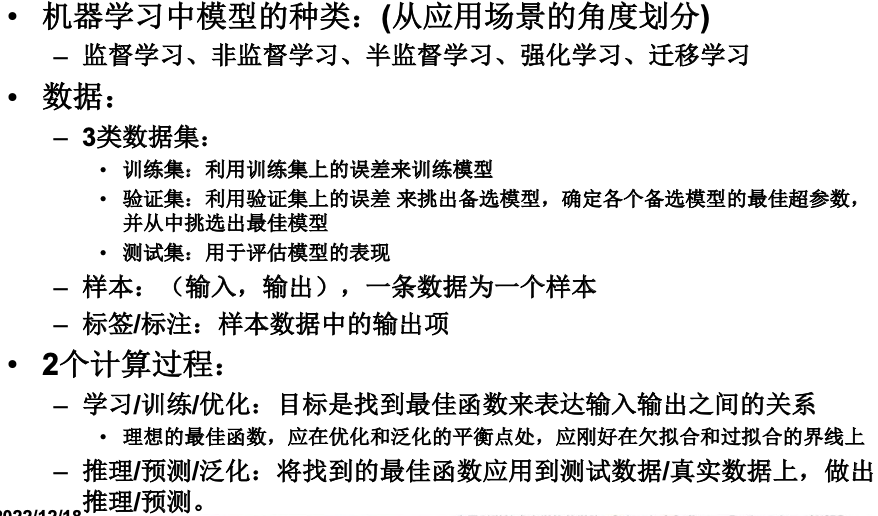 • 机器学习中模型的种类：(从应用场景的角度划分)
– 监督学习、非监督学习、半监督学习、强化学习、迁移学习
• 数据：
– 3类数据集：
• 训练集：利用训练集上的误差来训练模型
• 验证集：利用验证集上的误差 来挑出备选模型，确定各个备选模型的最佳超参数，
并从中挑选出最佳模型
• 测试集：用于评估模型的表现
– 样本：（输入，输出），一条数据为一个样本
– 标签/标注：样本数据中的输出项
• 2个计算过程：
– 学习/训练/优化：目标是找到最佳函数来表达输入输出之间的关系
• 理想的最佳函数，应在优化和泛化的平衡点处，应刚好在欠拟合和过拟合的界线上
– 推理/预测/泛化：将找到的最佳函数应用到测试数据/真实数据上，做出
推理/预测。